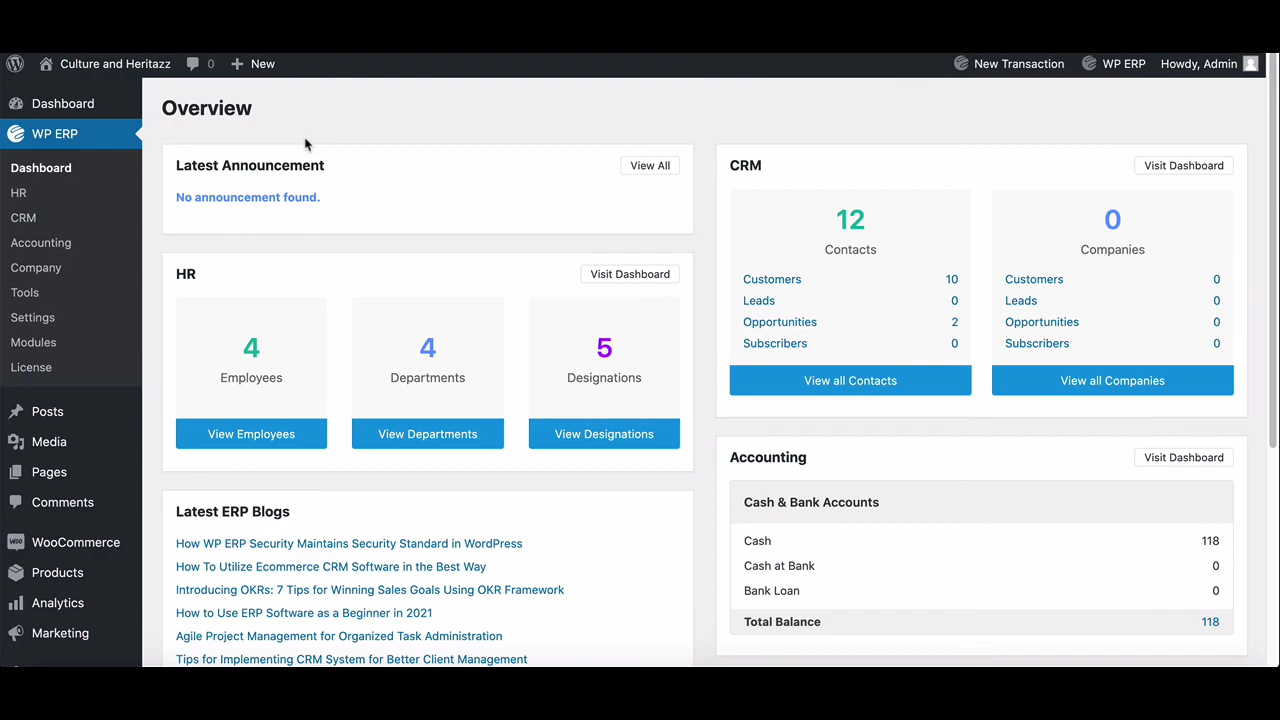 Culture and Heritazz 0 New New Transaction WP ERP Howdy, Admin
Dashboard
WP ERP
Dashboard
HR
CRM
Accounting
Company
Tools
Settings
Modules
License
Posts
Media
Pages
Comments
WooCommerce
Products
Analytics
Marketing
Overview
Latest Announcement View All
No announcement found.
HR Visit Dashboard
4 4 5
Employees Departments Designations
View Employees View Departments View Designations
Latest ERP Blogs
How WP ERP Security Maintains Security Standard in WordPress
How To Utilize Ecommerce CRM Software in the Best Way
Introducing OKRs: 7 Tips for Winning Sales Goals Using OKR Framework
How to Use ERP Software as a Beginner in 2021
Agile Project Management for Organized Task Administration
Tips for Implementing CRM System for Better Client Management
CRM Visit Dashboard
12 0
Contacts Companies
Customers 10 Customers 0
Leads 0 Leads 0
Opportunities 2 Opportunities 0
Subscribers 0 Subscribers 0
View all Contacts View all Companies
Accounting Visit Dashboard
Cash & Bank Accounts
Cash 118
Cash at Bank 0
Bank Loan 0
Total Balance 118